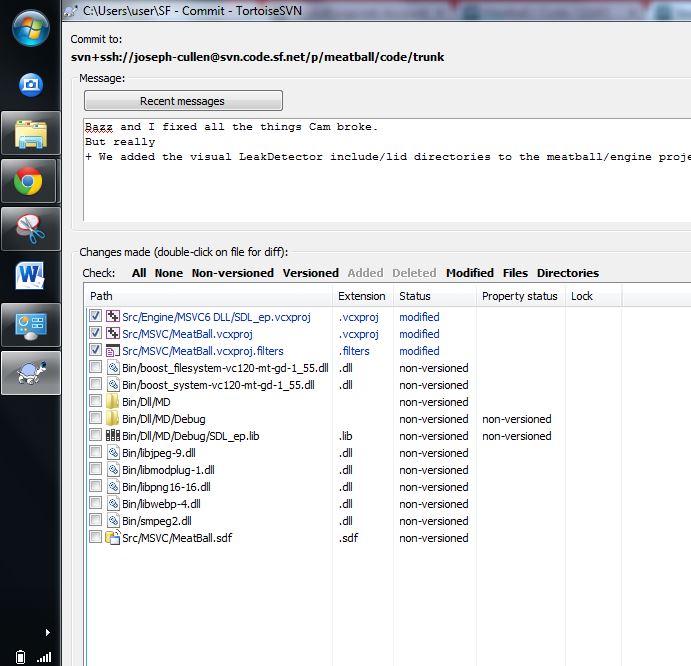 C:\Users\user\SF - Commit - TortoiseSVN
Commit to:
svn+ssh://joseph-cullen@svn.code.sf.net/p/meatball/code/trunk
Message:
Recent messages
Bazz and I fixed all the things Cam broke.
But really
+ We added the visual LeakDetector include/lid directories to the meatball/engine proje
Changes made (double-click on file for diff):
Check: All None Non-versioned Versioned Added Deleted Modified Files Directories
Path Extension Status Property status Lock
Src/Engine/MSVC6 DLL/SDL_ep.vcxproj .vcxproj modified
Src/MSVC/MeatBall.vcxproj .vcxproj modified
Src/MSVC/MeatBall.vcxproj.filters .filters modified
Bin/boost_filesystem-vc120-mt-gd-1_55.dll .dll non-versioned
Bin/boost_system-vc120-mt-gd-1_55.dll .dll non-versioned
Bin/Dll/MD non-versioned
Bin/Dll/MD/Debug non-versioned non-versioned
Bin/Dll/MD/Debug/SDL_ep.lib .lib non-versioned non-versioned
Bin/libjpeg-9.dll .dll non-versioned
Bin/libmodplug-1.dll .dll non-versioned
Bin/libpng16-16.dll .dll non-versioned
Bin/libwebp-4.dll .dll non-versioned
Bin/smpeg2.dll .dll non-versioned
Src/MSVC/MeatBall.sdf .sdf non-versioned